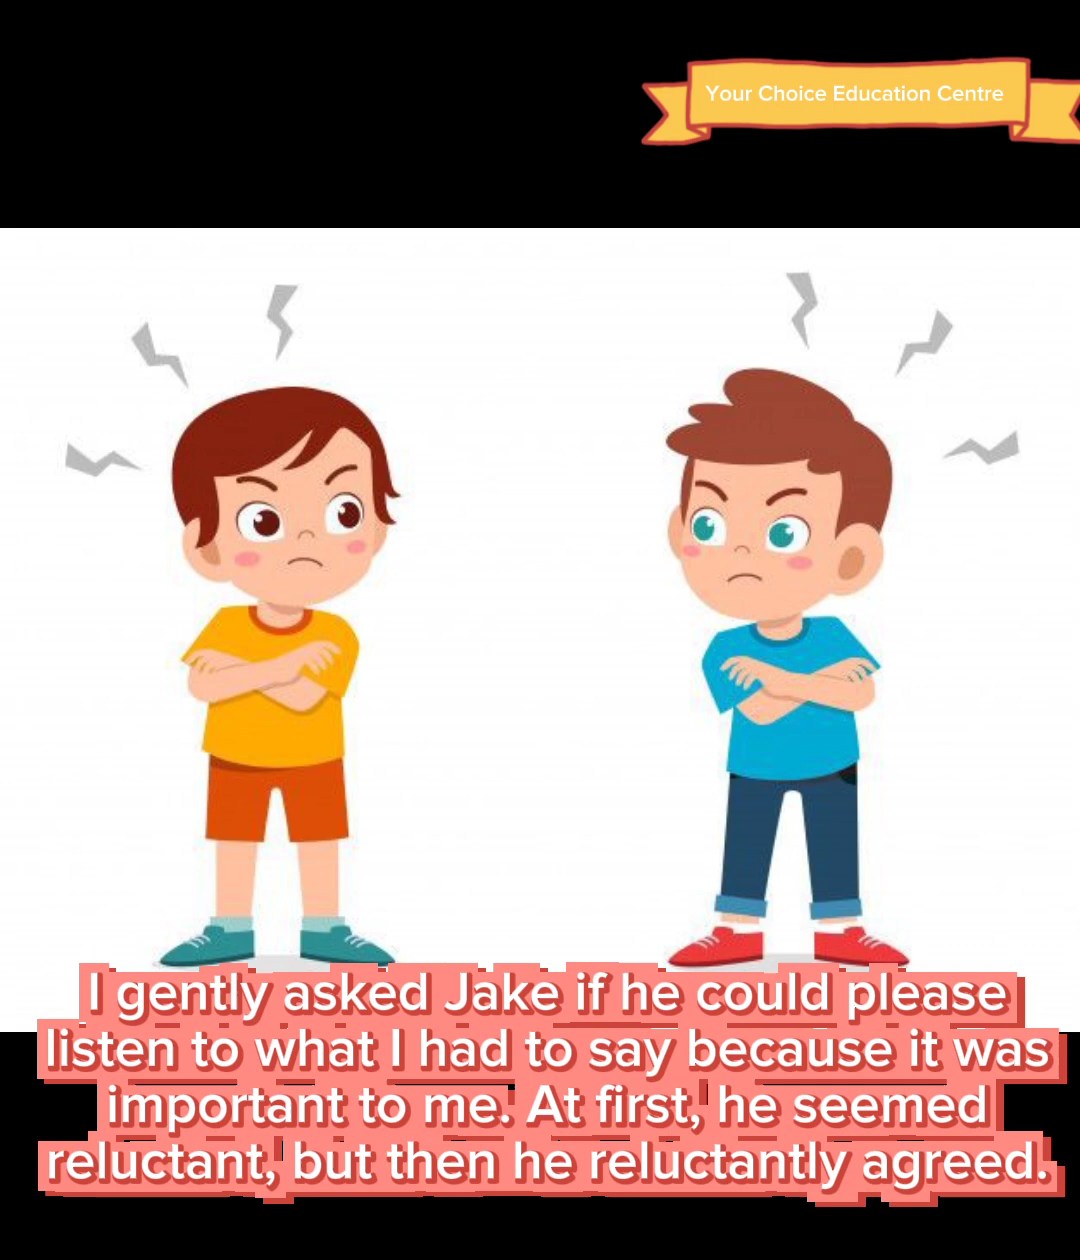 Your Choice Education Centre
I gently asked Jake if he could please
listen to what I had to say because it was
important to me. At first, he seemed
reluctant, but then he reluctantly agreed.